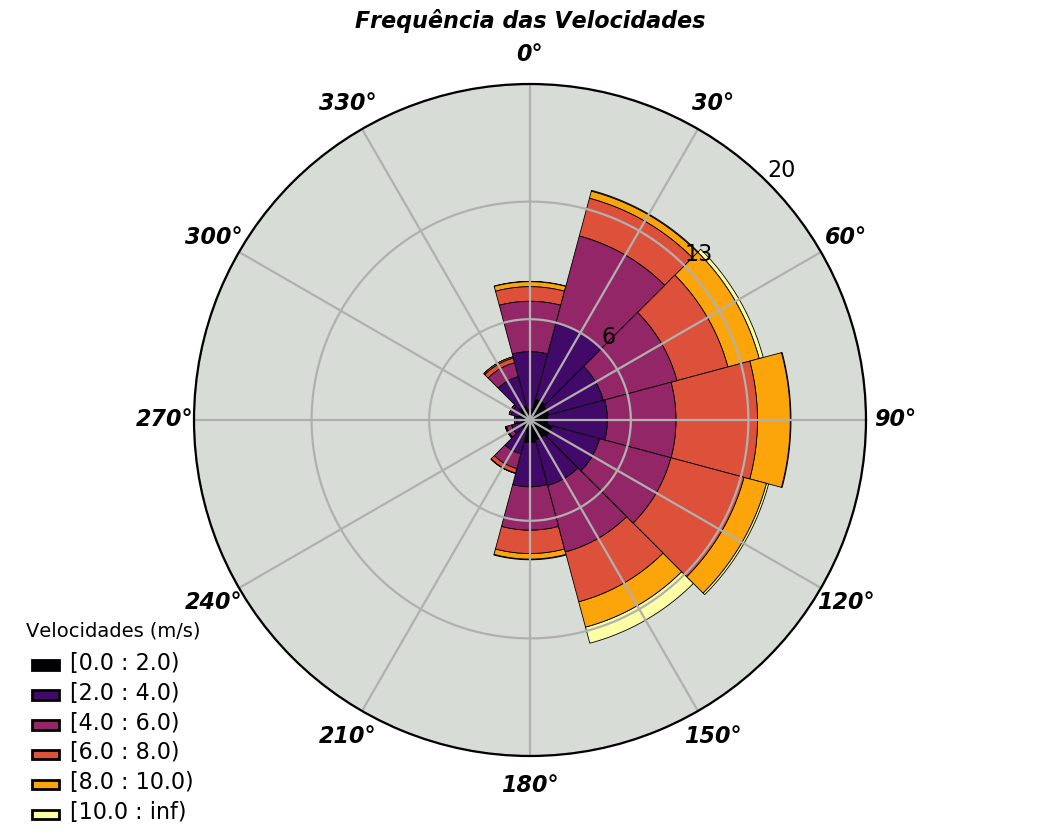 Frequência das Velocidades
0°
330°
30°
20
300°
60°
13
6
270°
90°
240°
120°
210°
150°
180°
Velocidades (m/s)
[0.0 : 2.0)
[2.0 : 4.0)
[4.0 : 6.0)
[6.0 : 8.0)
[8.0 : 10.0)
[10.0 : inf)